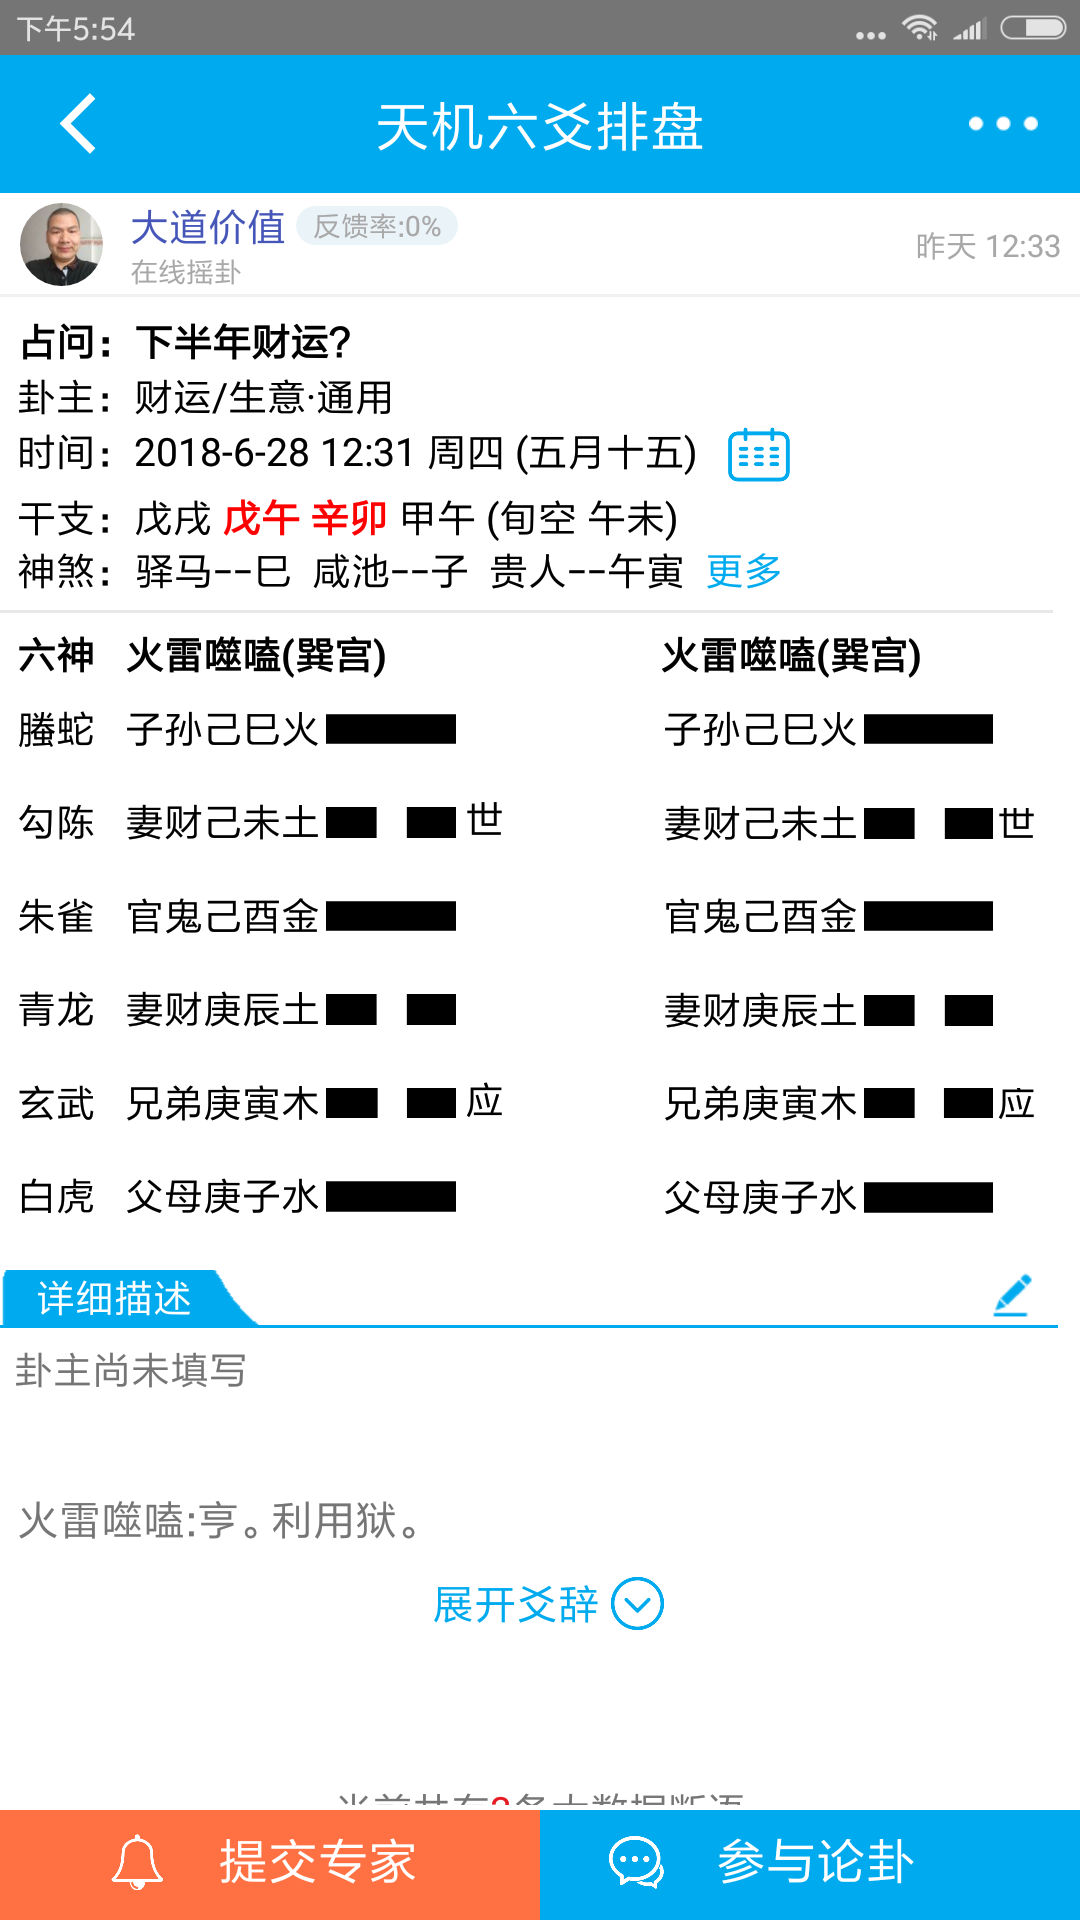 下午5:54
天机六爻排盘
大道价值 反馈率:0%
在线摇卦
昨天 12:33
占问：下半年财运?
卦主：财运/生意·通用
时间：2018-6-28 12:31 周四 (五月十五)
干支：戊戌 戊午 辛卯 甲午 (旬空 午未)
神煞：驿马--巳 咸池--子 贵人--午寅 更多
六神 火雷噬嗑(巽宫) 火雷噬嗑(巽宫)
螣蛇 子孙己巳火 子孙己巳火
勾陈 妻财己未土 世 妻财己未土 世
朱雀 官鬼己酉金 官鬼己酉金
青龙 妻财庚辰土 妻财庚辰土
玄武 兄弟庚寅木 应 兄弟庚寅木 应
白虎 父母庚子水 父母庚子水
详细描述
卦主尚未填写
火雷噬嗑:亨。利用狱。
展开爻辞
提交专家 参与论卦